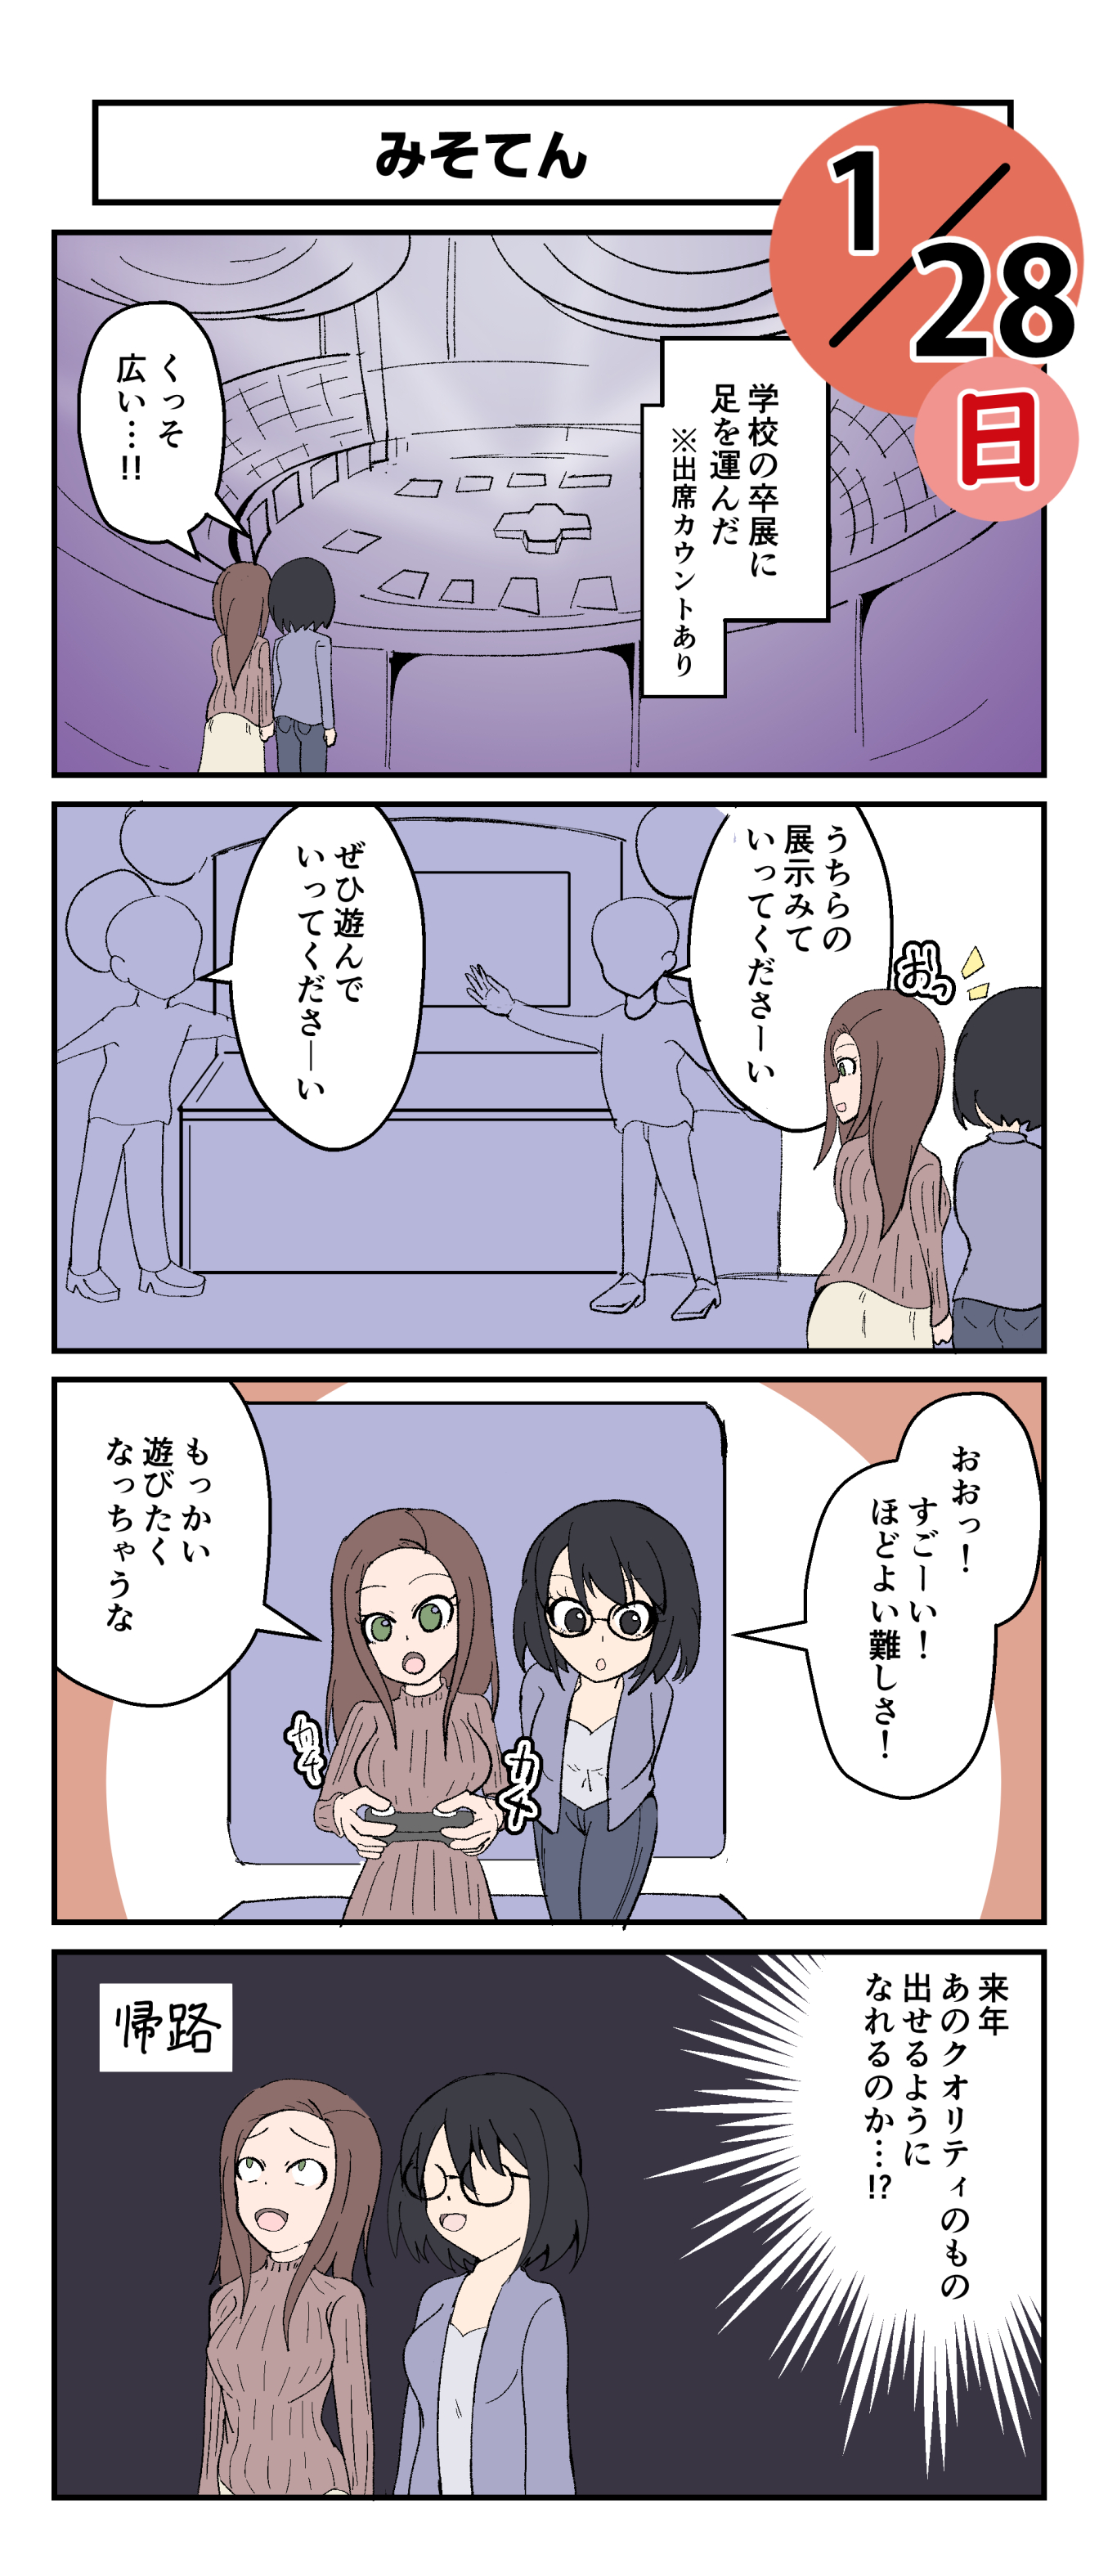 みそてん
1/28
日
学校の卒展に
足を運んだ
※出席カウントあり
くっそ
広い…!!
うちらの
展示みて
いってくださーい
おっ
ぜひ遊んで
いってくださーい
おおっ！
すごーい！
ほどよい難しさ！
もっかい
遊びたく
なっちゃうな
カチ
カチ
来年
あのクオリティのもの
出せるように
なれるのか…!?
帰路